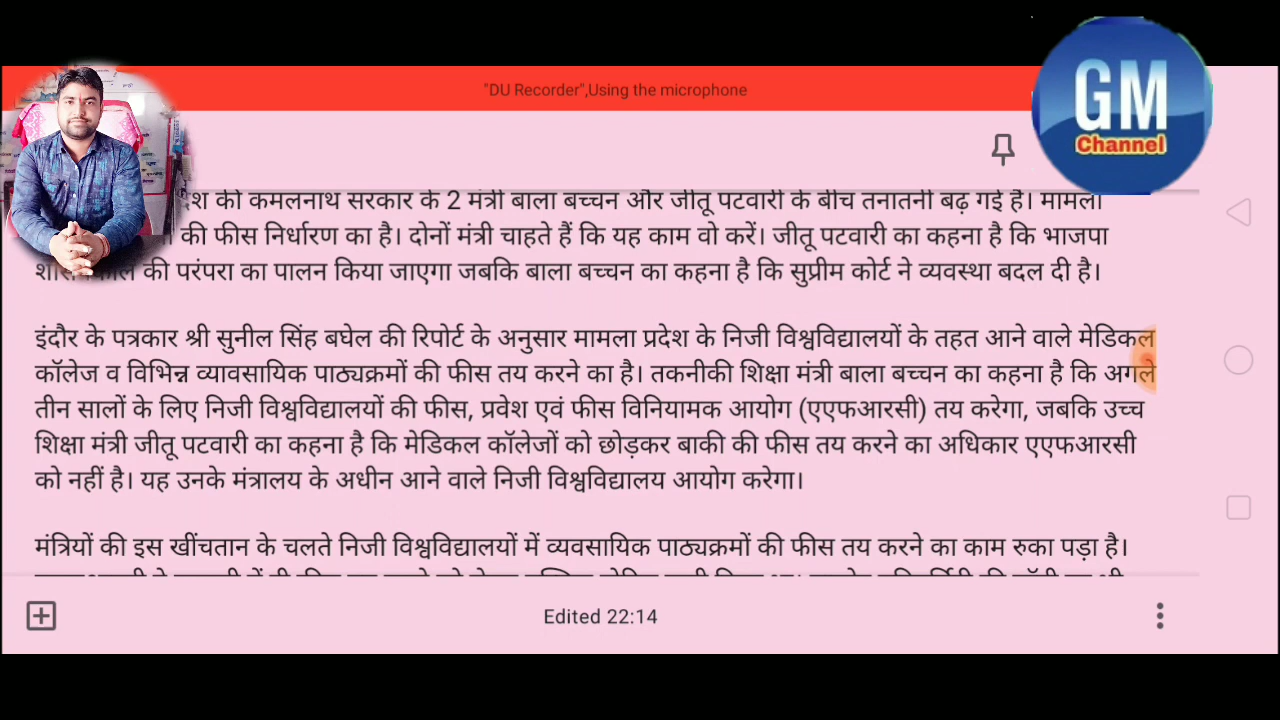 "DU Recorder",Using the microphone
GM
Channel
की कमलनाथ सरकार के 2 मंत्री बाला बच्चन और जीतू पटवारी के बीच तनातनी बढ़ गई है। मामला
की फीस निर्धारण का है। दोनों मंत्री चाहते हैं कि यह काम वो करें। जीतू पटवारी का कहना है कि भाजपा
की परंपरा का पालन किया जाएगा जबकि बाला बच्चन का कहना है कि सुप्रीम कोर्ट ने व्यवस्था बदल दी है।
इंदौर के पत्रकार श्री सुनील सिंह बघेल की रिपोर्ट के अनुसार मामला प्रदेश के निजी विश्वविद्यालयों के तहत आने वाले मेडिकल
कॉलेज व विभिन्न व्यावसायिक पाठ्यक्रमों की फीस तय करने का है। तकनीकी शिक्षा मंत्री बाला बच्चन का कहना है कि अगले
तीन सालों के लिए निजी विश्वविद्यालयों की फीस, प्रवेश एवं फीस विनियामक आयोग (एएफआरसी) तय करेगा, जबकि उच्च
शिक्षा मंत्री जीतू पटवारी का कहना है कि मेडिकल कॉलेजों को छोड़कर बाकी की फीस तय करने का अधिकार एएफआरसी
को नहीं है। यह उनके मंत्रालय के अधीन आने वाले निजी विश्वविद्यालय आयोग करेगा।
मंत्रियों की इस खींचतान के चलते निजी विश्वविद्यालयों में व्यवसायिक पाठ्यक्रमों की फीस तय करने का काम रुका पड़ा है।
Edited 22:14